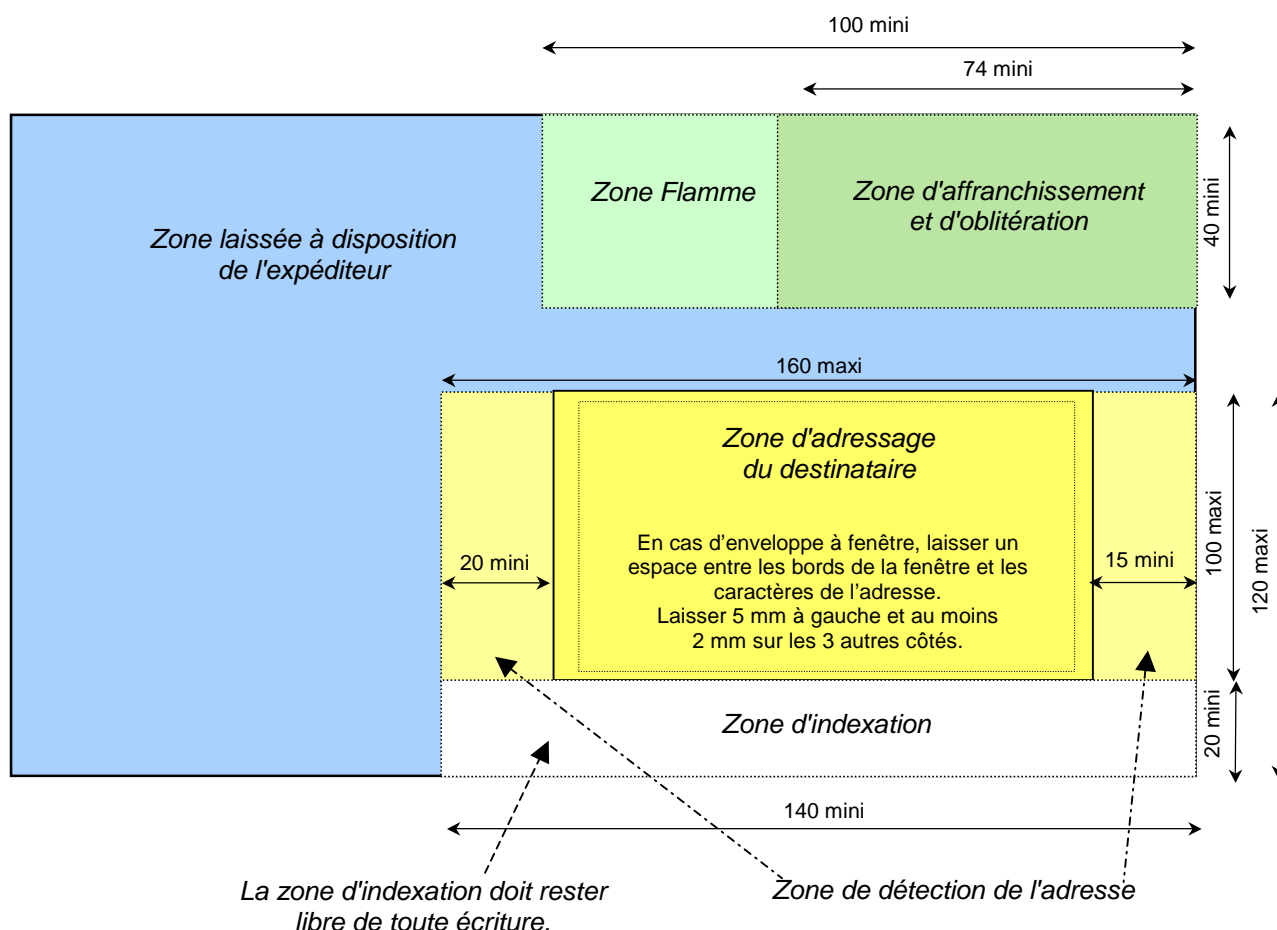 100 mini
74 mini
Zone Flamme
Zone d'affranchissement
et d'oblitération
40 mini
Zone laissée à disposition
de l'expéditeur
160 maxi
Zone d'adressage
du destinataire
En cas d’enveloppe à fenêtre, laisser un
espace entre les bords de la fenêtre et les
caractères de l’adresse.
Laisser 5 mm à gauche et au moins
2 mm sur les 3 autres côtés.
20 mini
15 mini
100 maxi
120 maxi
Zone d'indexation
20 mini
140 mini
La zone d'indexation doit rester
libre de toute écriture.
Zone de détection de l'adresse